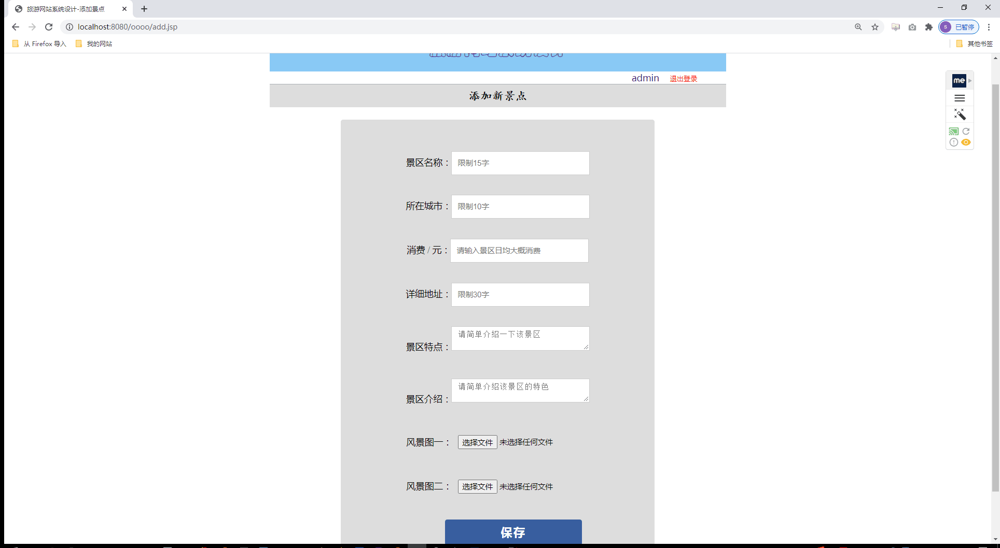 旅游网站系统设计-添加景点
localhost:8080/oooo/add.jsp
s 已暂停
从 Firefox 导入 我的网站 其他书签
admin 退出登录
me
添加新景点
景区名称： 限制15字
所在城市： 限制10字
消费 / 元： 请输入景区日均大概消费
详细地址： 限制30字
景区特点： 请简单介绍一下该景区
景区介绍： 请简单介绍该景区的特色
风景图一： 选择文件 未选择任何文件
风景图二： 选择文件 未选择任何文件
保存